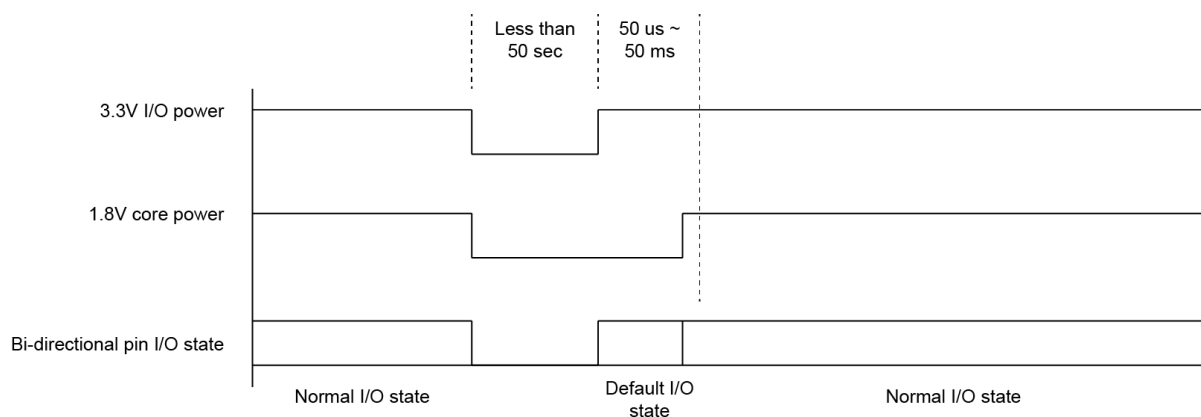 Less than
50 sec
50 us ~
50 ms
3.3V I/O power
1.8V core power
Bi-directional pin I/O state
Normal I/O state
Default I/O
state
Normal I/O state